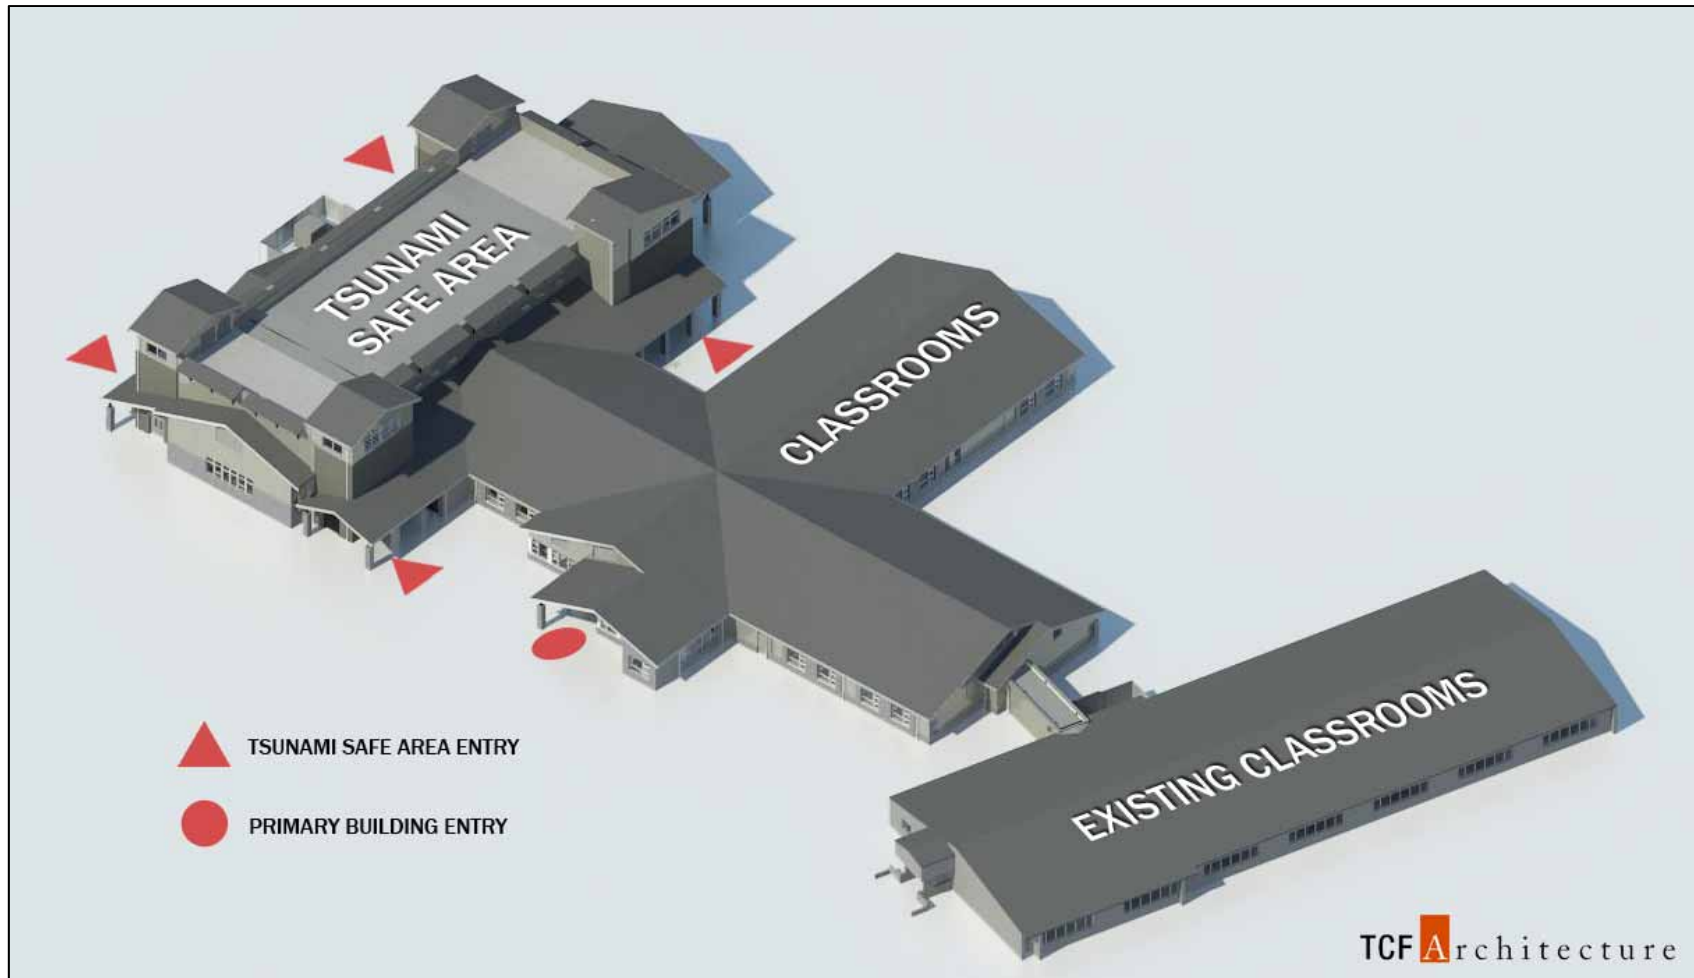 TSUNAMI
SAFE AREA
CLASSROOMS
EXISTING CLASSROOMS
TSUNAMI SAFE AREA ENTRY
PRIMARY BUILDING ENTRY
TCF Architecture